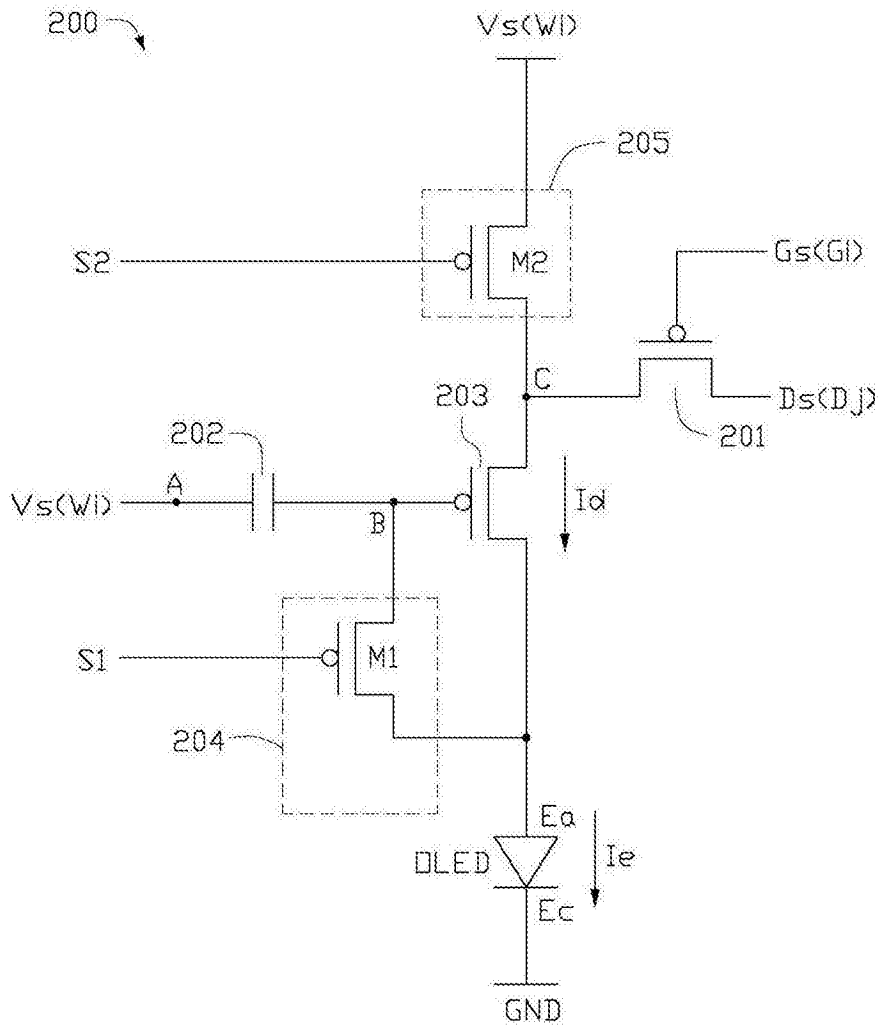 200
Vs(Wi)
205
S2
M2
Gs(Gi)
C
203
Ds(Dj)
202
201
A
Vs(Wi)
B
Id
S1
M1
204
Ea
OLED
Ie
Ec
GND